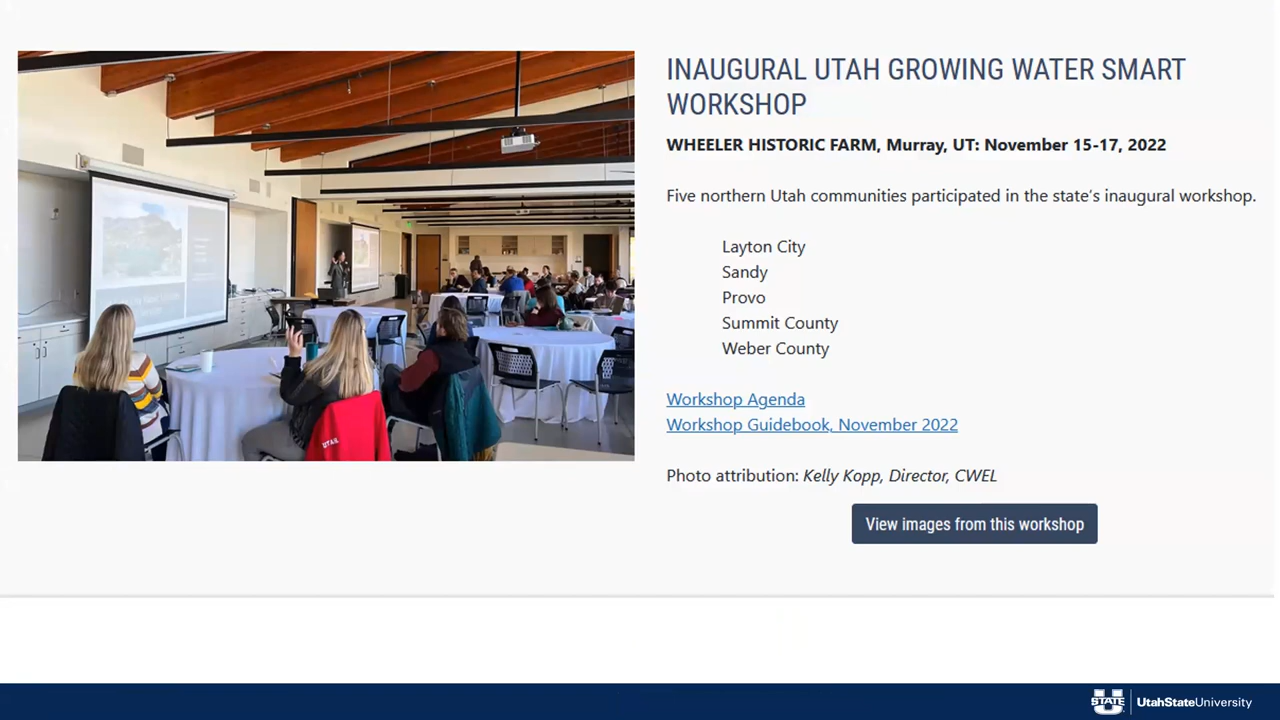 INAUGURAL UTAH GROWING WATER SMART
WORKSHOP
WHEELER HISTORIC FARM, Murray, UT: November 15-17, 2022
Five northern Utah communities participated in the state's inaugural workshop.
Layton City
Sandy
Provo
Summit County
Weber County
Workshop Agenda
Workshop Guidebook, November 2022
Photo attribution: Kelly Kopp, Director, CWEL
View images from this workshop
UTAH
U STATE UtahStateUniversity